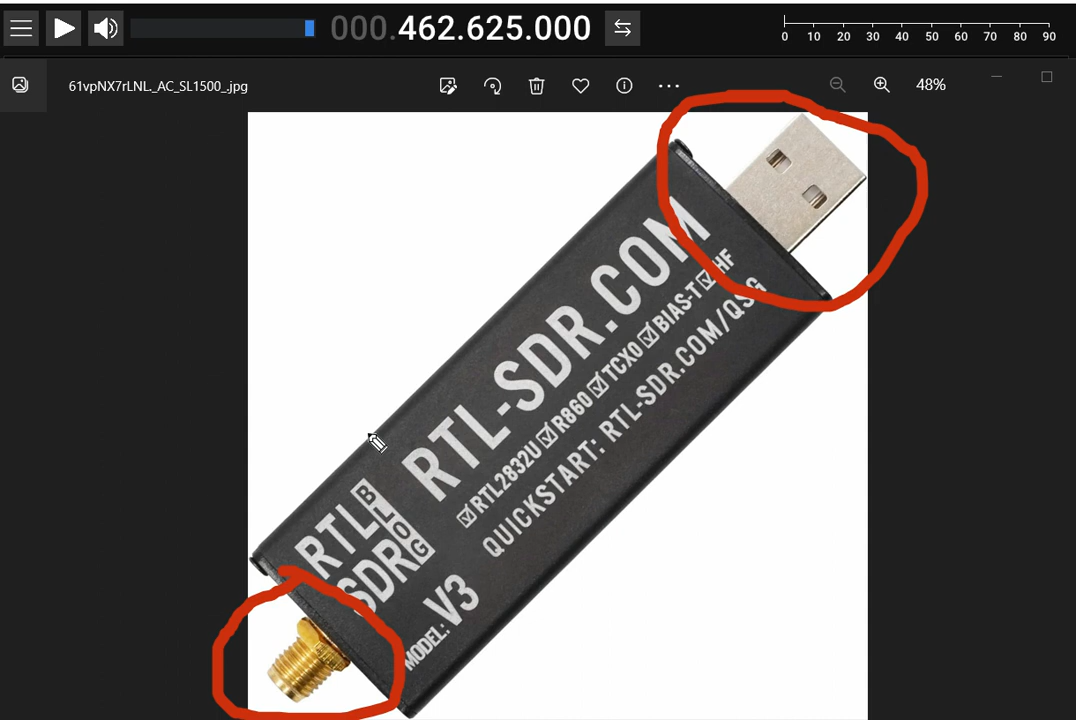 000.462.625.000
0 10 20 30 40 50 60 70 80 90
61vpNX7rLNL._AC_SL1500_.jpg
48%
RTL-SDR.COM
RTL2832U R860 TCXO BIAS-T HF
QUICKSTART: RTL-SDR.COM/QSG
RTL
SDR
BLOG
MODEL: V3